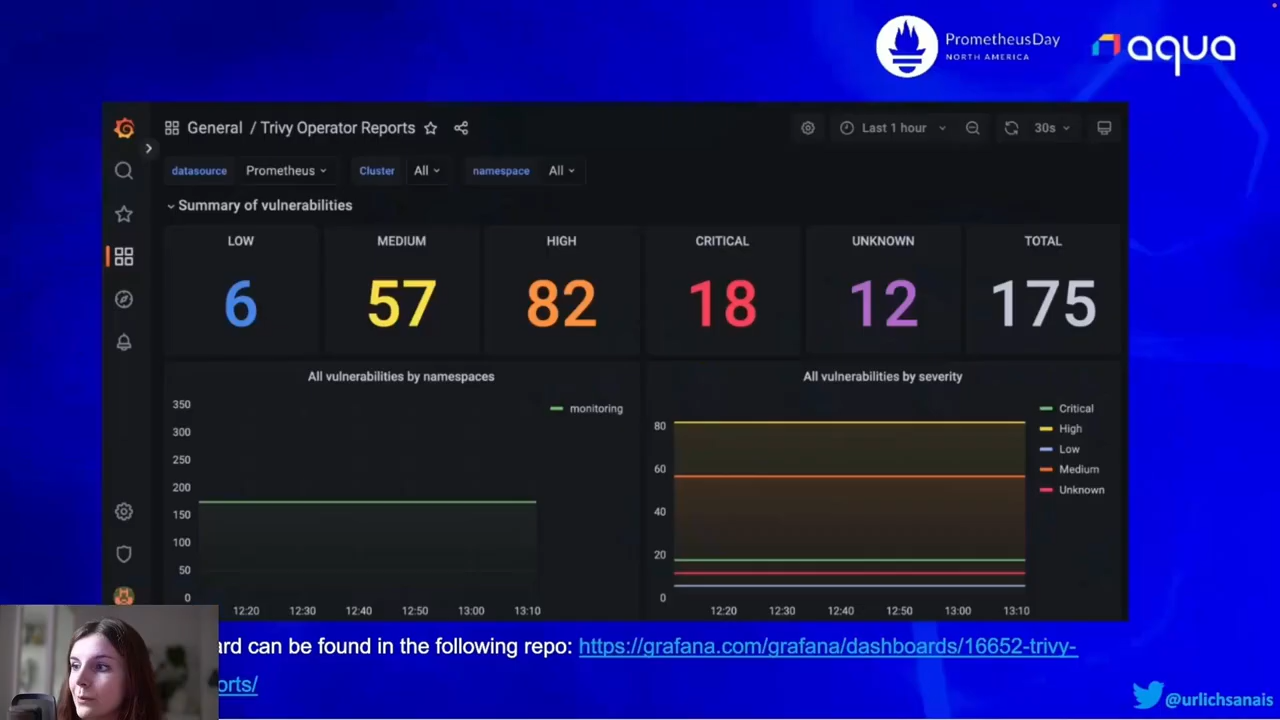 PrometheusDay
NORTH AMERICA
aqua
General / Trivy Operator Reports
Last 1 hour
30s
datasource Prometheus Cluster All namespace All
Summary of vulnerabilities
LOW MEDIUM HIGH CRITICAL UNKNOWN TOTAL
6 57 82 18 12 175
All vulnerabilities by namespaces
350
300
250
200
150
100
50
0
12:20 12:30 12:40 12:50 13:00 13:10
monitoring
All vulnerabilities by severity
80
60
40
20
0
12:20 12:30 12:40 12:50 13:00 13:10
Critical
High
Low
Medium
Unknown
ard can be found in the following repo: https://grafana.com/grafana/dashboards/16652-trivy-
orts/
@urlichsanais